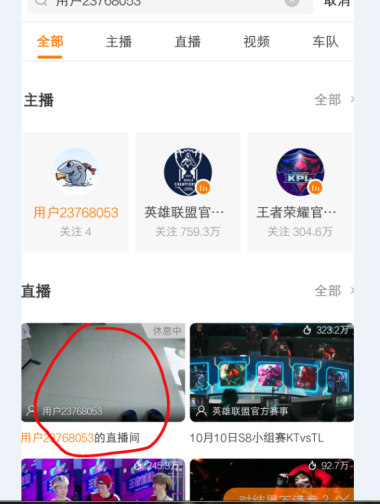 用户23768053
取消
全部 主播 直播 视频 车队
主播
全部
用户23768053
关注 4
英雄联盟官…
关注 759.3万
王者荣耀官…
关注 304.6万
KPL
直播
全部
休息中
用户23768053
用户23768053的直播间
323.2万
英雄联盟官方赛事
10月10日S8小组赛KTvsTL
245.3万
92.7万